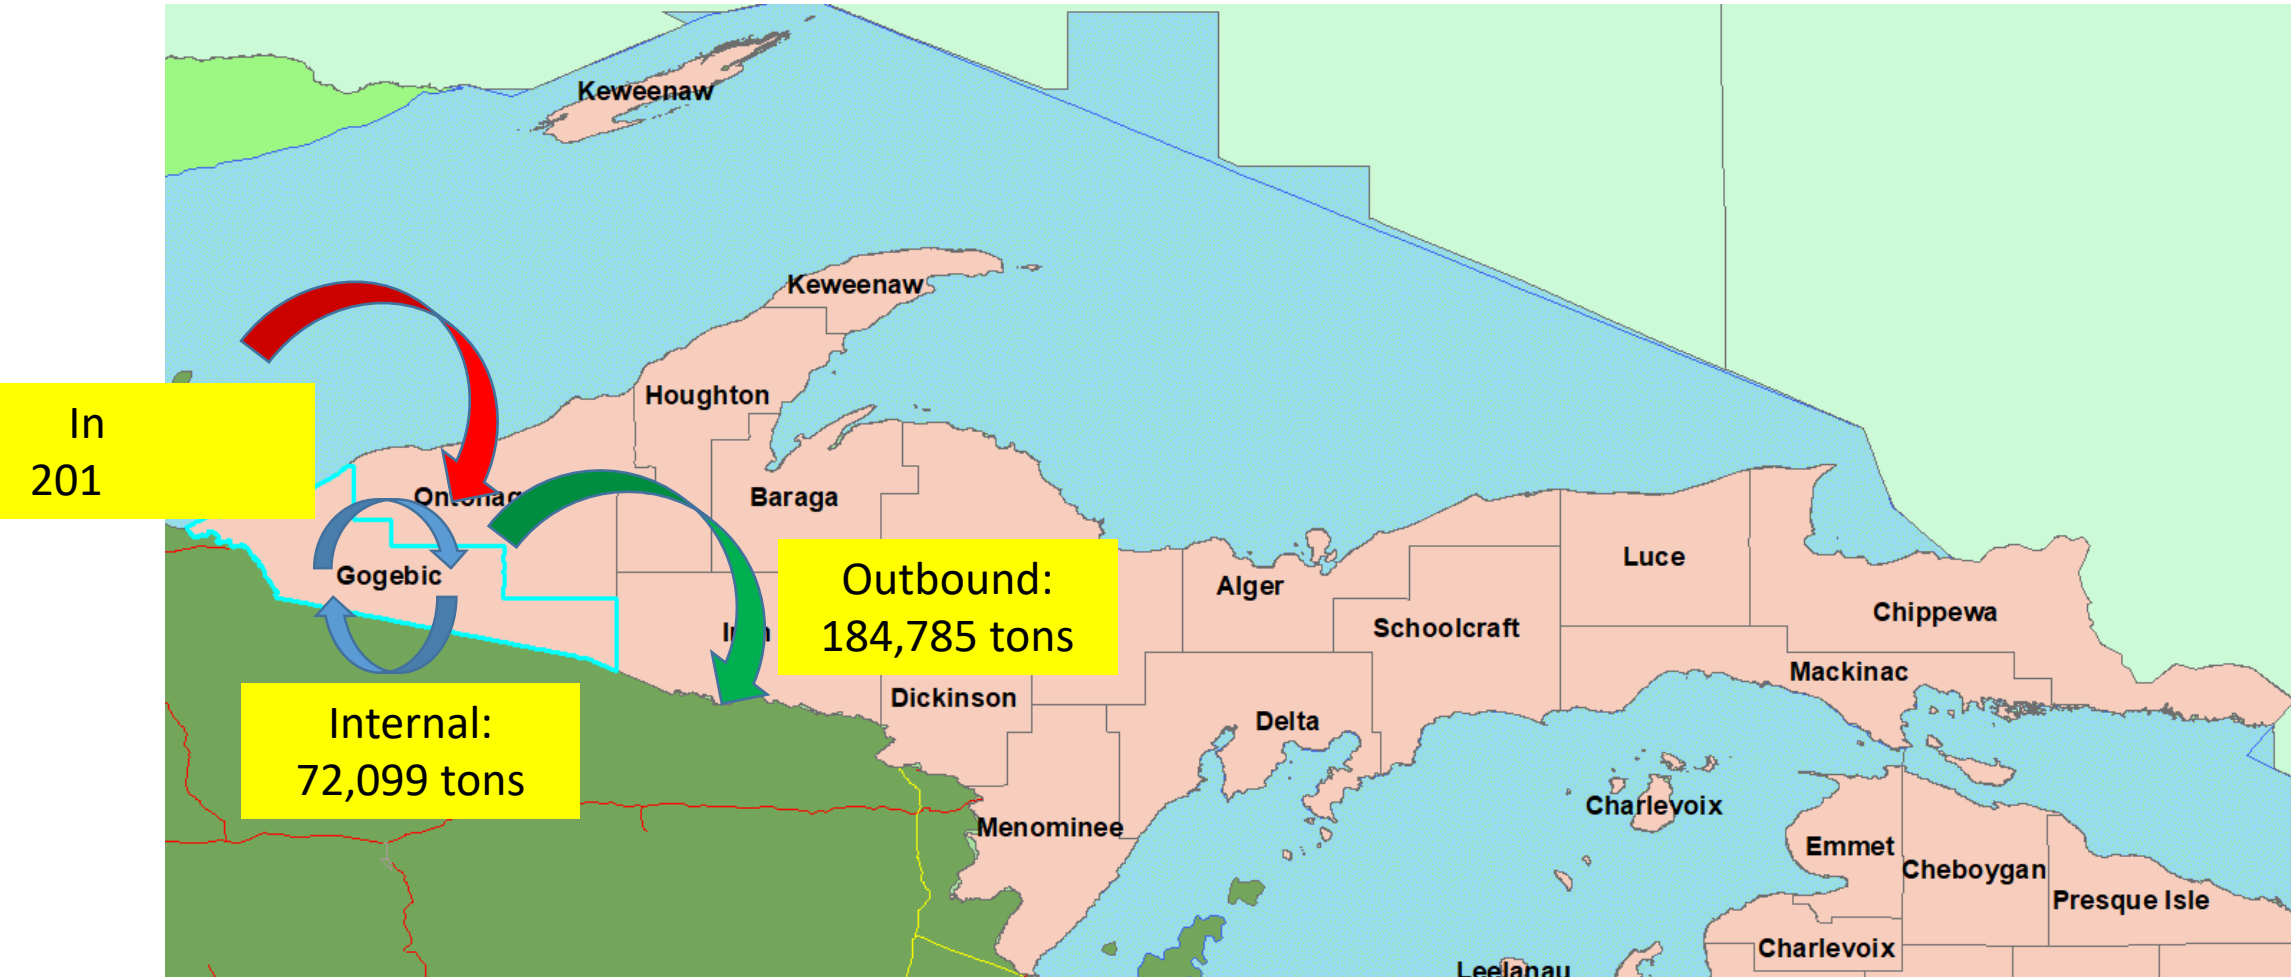 Keweenaw
Keweenaw
Houghton
In
201
Baraga
Gogebic
Outbound:
184,785 tons
Luce
Alger
Chippewa
Schoolcraft
Mackinac
Dickinson
Delta
Internal:
72,099 tons
Charlevoix
Menominee
Emmet
Cheboygan
Presque Isle
Charlevoix
Leelanau